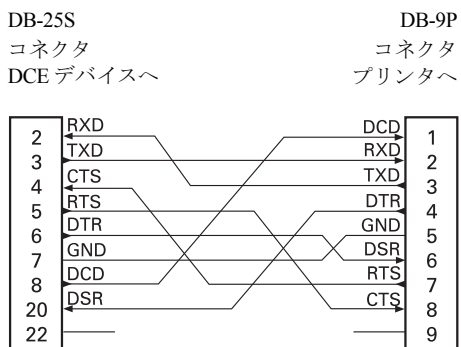 DB-25S
コネクタ
DCE デバイスへ
DB-9P
コネクタ
プリンタへ
2 RXD DCD 1
3 TXD RXD 2
4 CTS TXD 3
5 RTS DTR 4
6 DTR GND 5
7 GND DSR 6
8 DCD RTS 7
20 DSR CTS 8
22 9